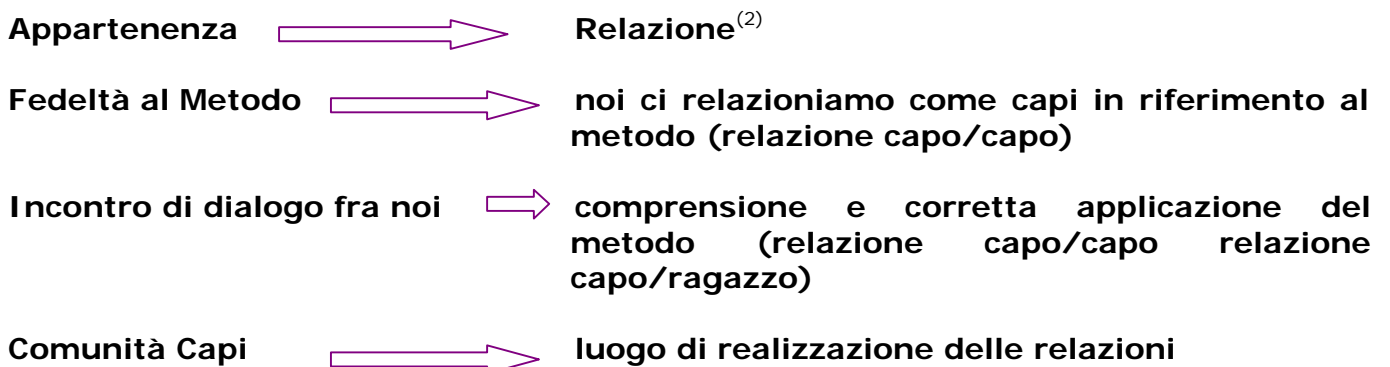 Appartenenza Relazione(2)
Fedeltà al Metodo noi ci relazioniamo come capi in riferimento al
metodo (relazione capo/capo)
Incontro di dialogo fra noi comprensione e corretta applicazione del
metodo (relazione capo/capo relazione
capo/ragazzo)
Comunità Capi luogo di realizzazione delle relazioni